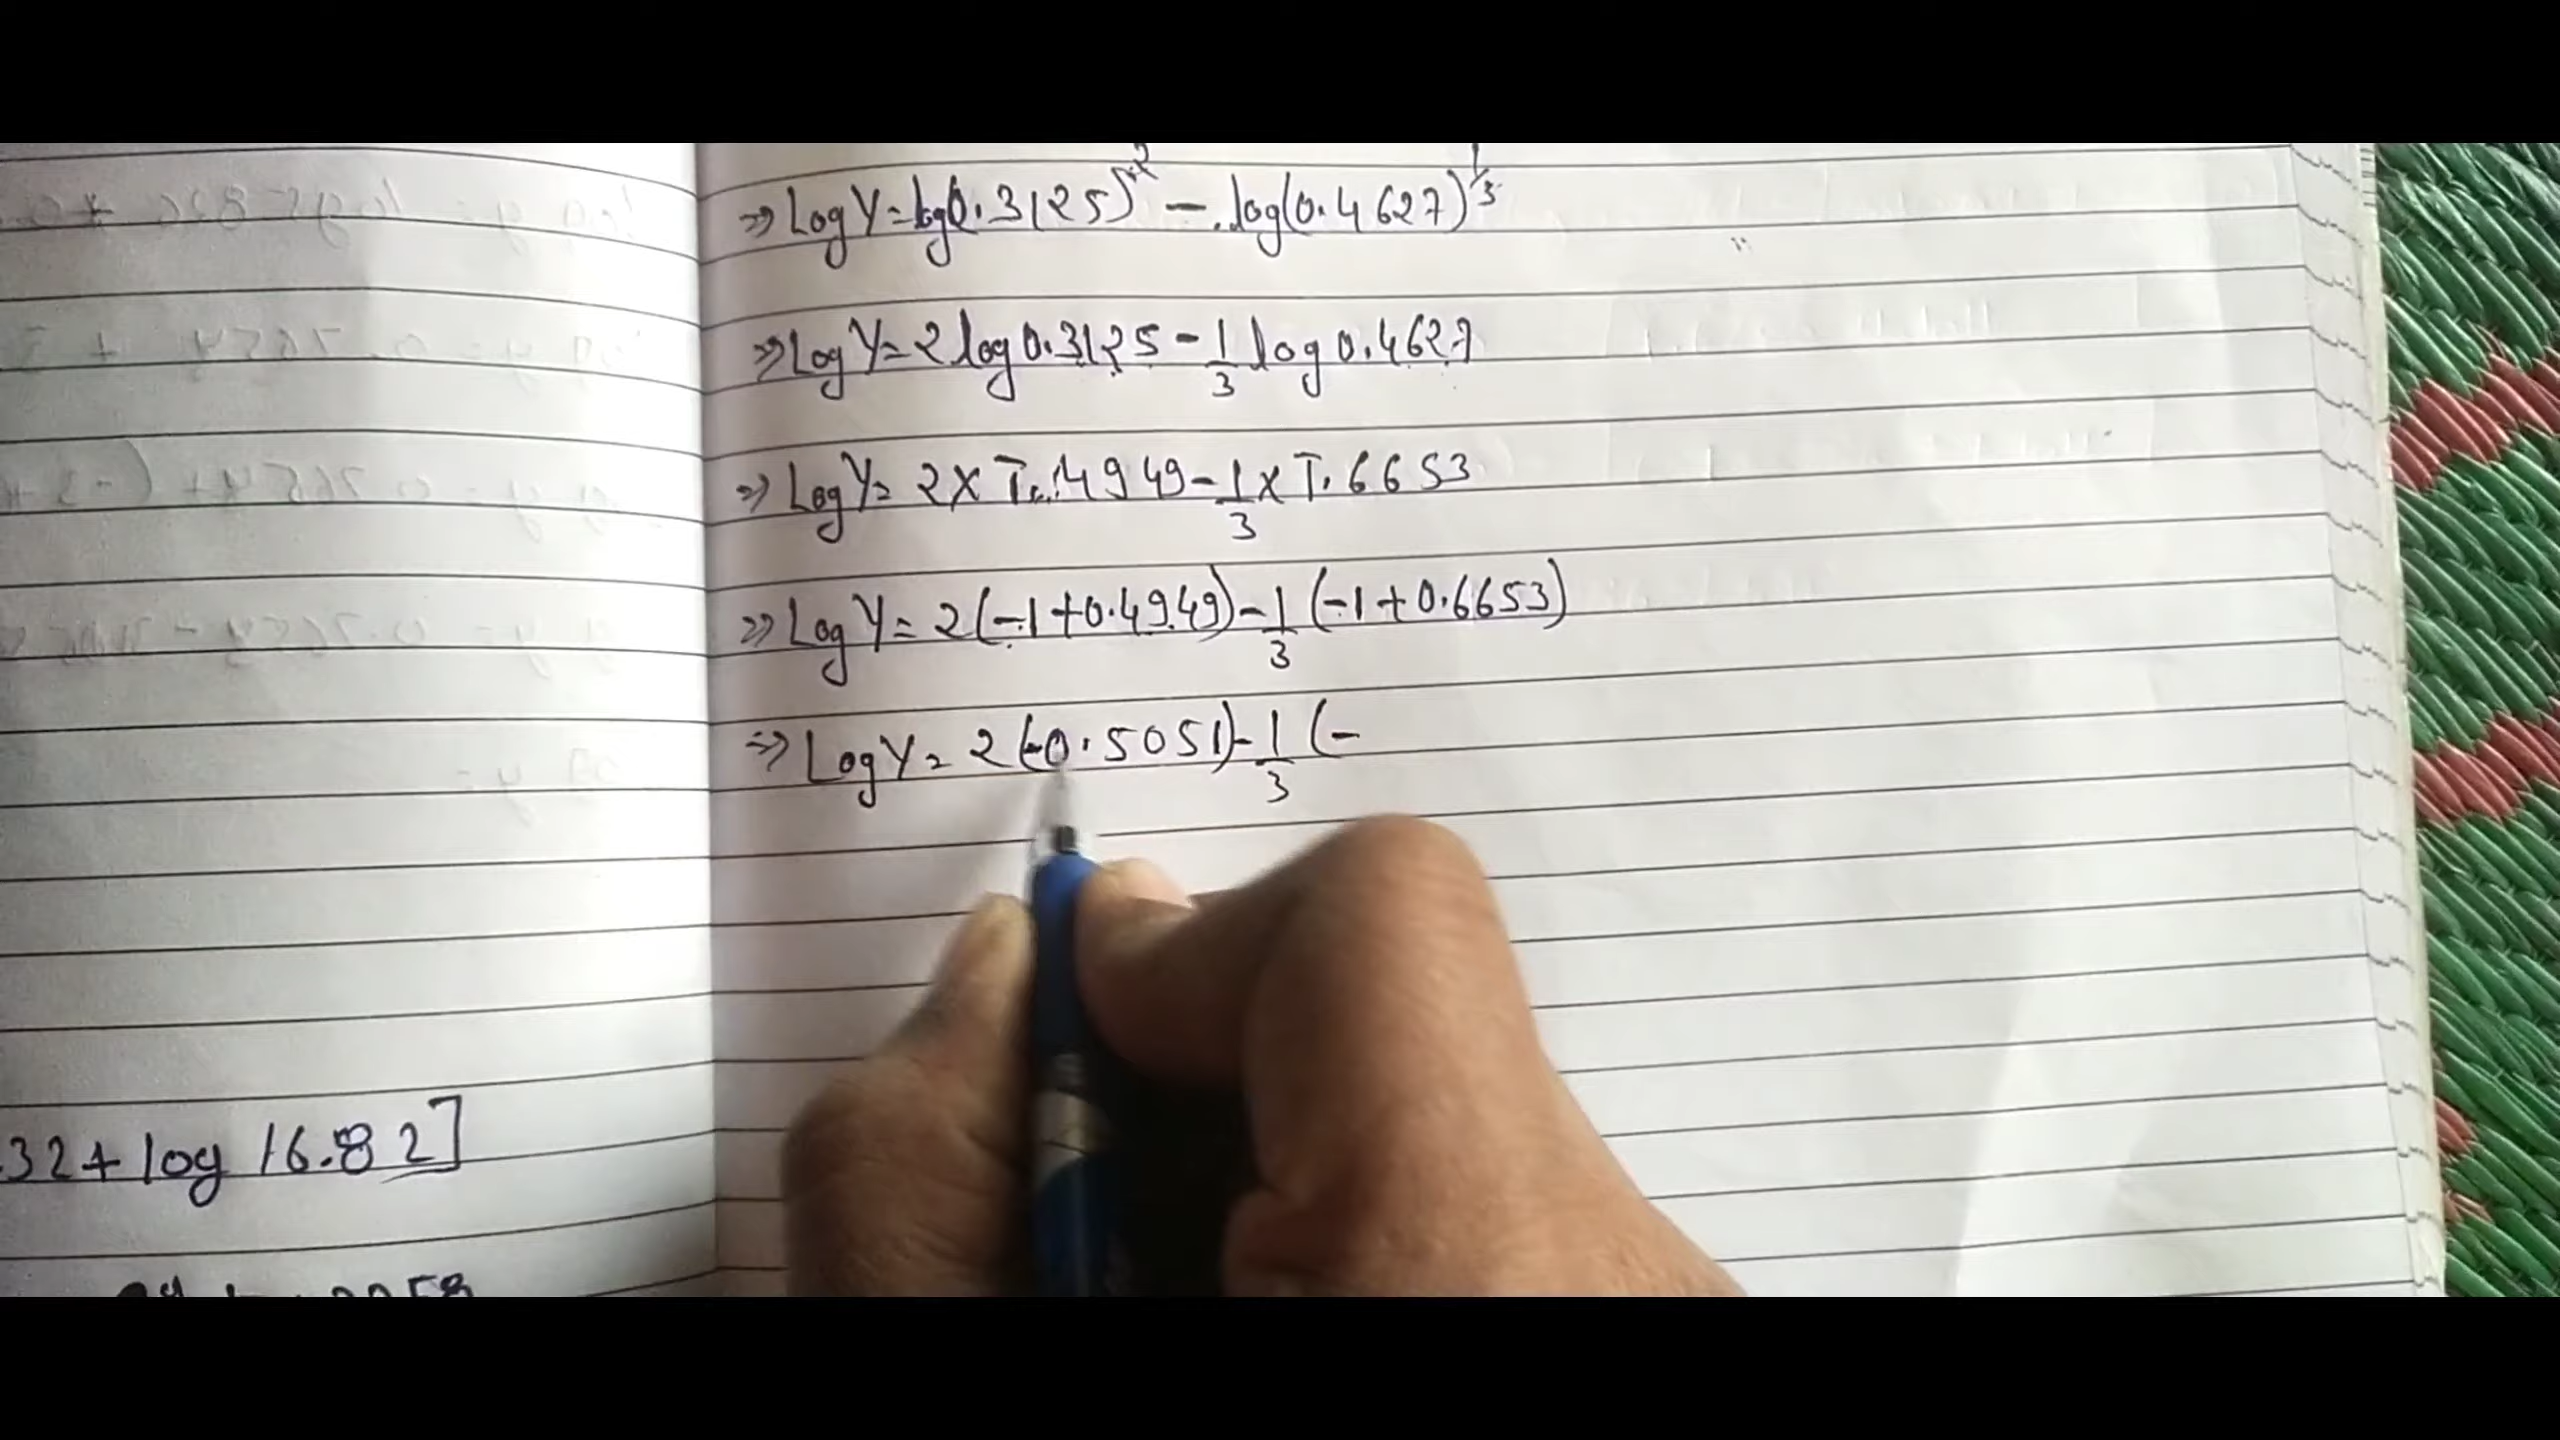 ⇒ Log Y = log(0.3125)² - log(0.4627)^1/3
⇒ Log Y = 2 log 0.3125 - 1/3 log 0.4627
⇒ Log Y = 2 × 1̅.4949 - 1/3 × 1̅.6653
⇒ Log Y = 2(-1+0.4949) - 1/3 (-1+0.6653)
⇒ Log Y = 2(-0.5051) - 1/3 (-
32 + log 16.82]